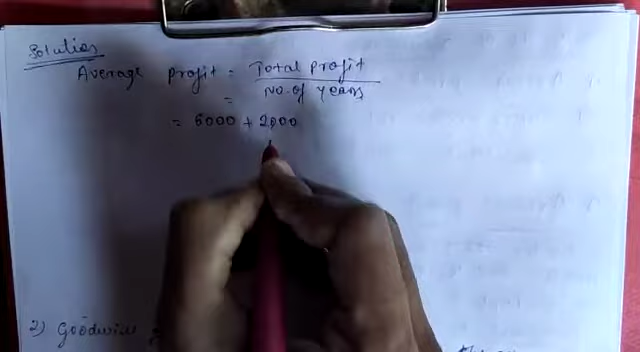 Solution
Average Profit = Total Profit
No. of years
=
= 6000 + 2000
2) Goodwill